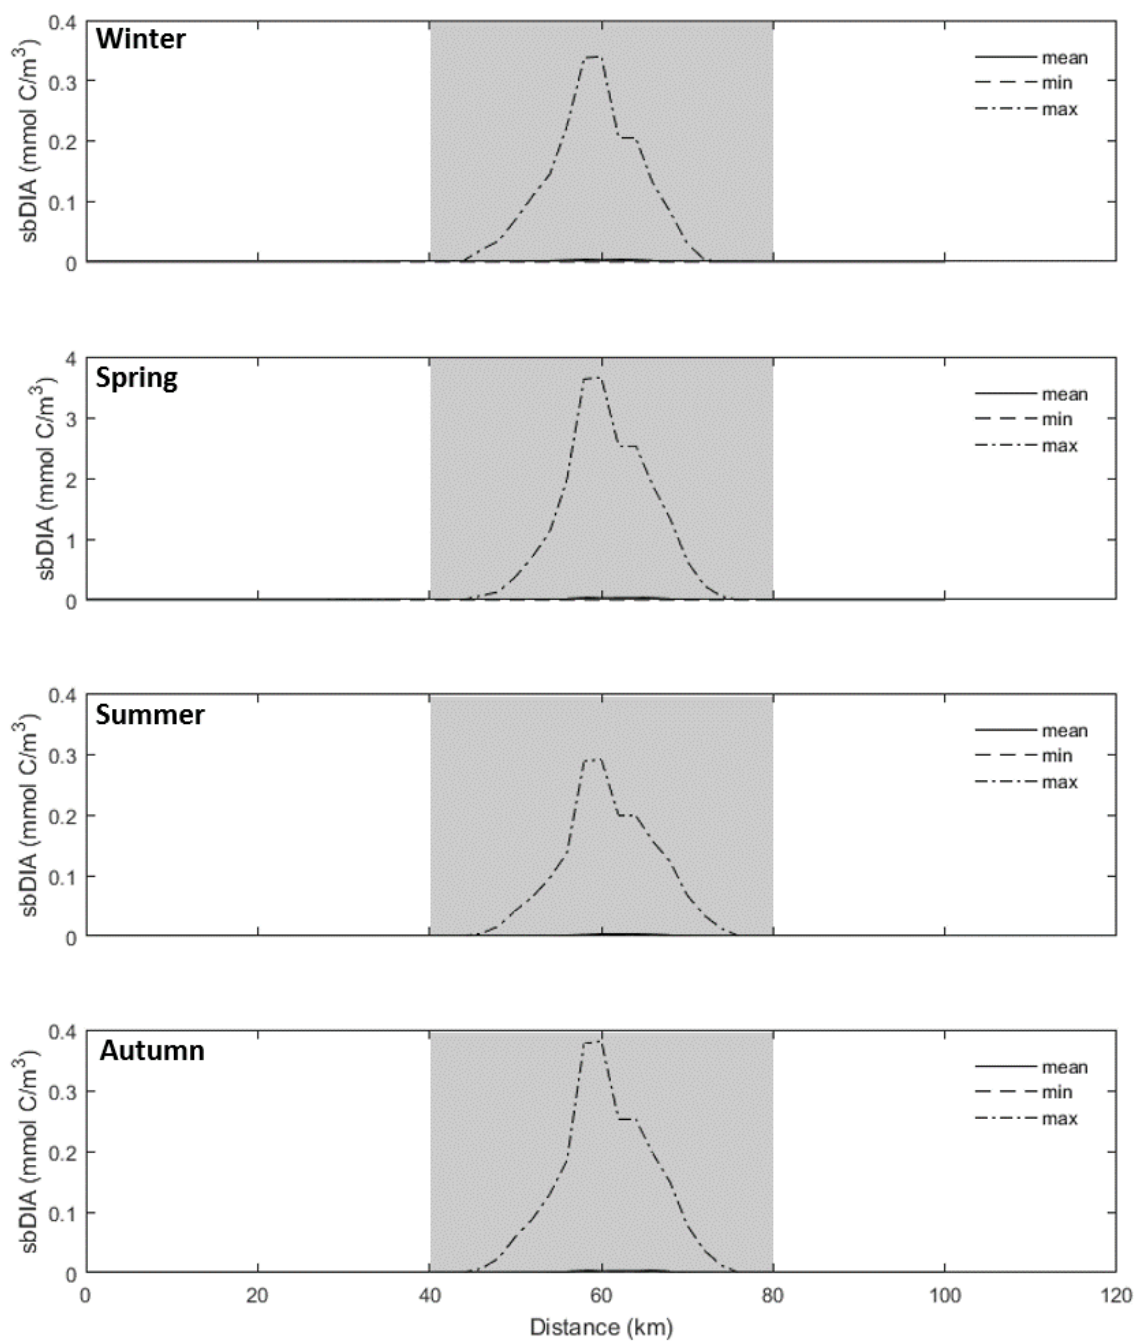 Winter
sbDIA (mmol C/m³)
0.4
0.3
0.2
0.1
0
mean
min
max
Spring
sbDIA (mmol C/m³)
4
3
2
1
0
mean
min
max
Summer
sbDIA (mmol C/m³)
0.4
0.3
0.2
0.1
0
mean
min
max
Autumn
sbDIA (mmol C/m³)
0.4
0.3
0.2
0.1
0
mean
min
max
0 20 40 60 80 100 120
Distance (km)